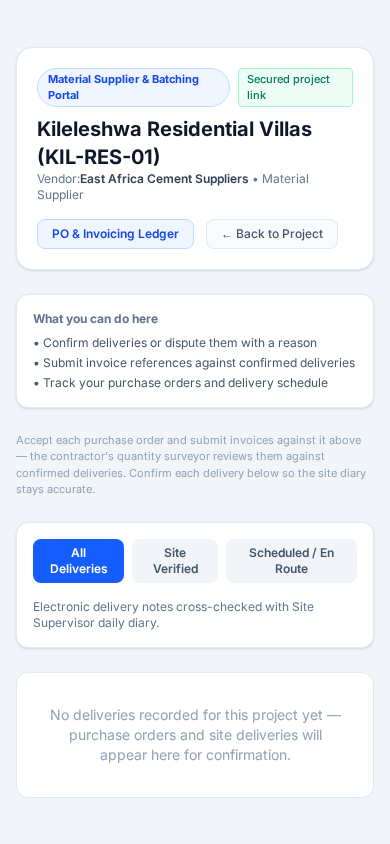 Material Supplier & Batching
Portal
Secured project
link
Kileleshwa Residential Villas
(KIL-RES-01)
Vendor:East Africa Cement Suppliers • Material
Supplier
PO & Invoicing Ledger
← Back to Project
What you can do here
• Confirm deliveries or dispute them with a reason
• Submit invoice references against confirmed deliveries
• Track your purchase orders and delivery schedule
Accept each purchase order and submit invoices against it above
— the contractor's quantity surveyor reviews them against
confirmed deliveries. Confirm each delivery below so the site diary
stays accurate.
All
Deliveries
Site
Verified
Scheduled / En
Route
Electronic delivery notes cross-checked with Site
Supervisor daily diary.
No deliveries recorded for this project yet —
purchase orders and site deliveries will
appear here for confirmation.